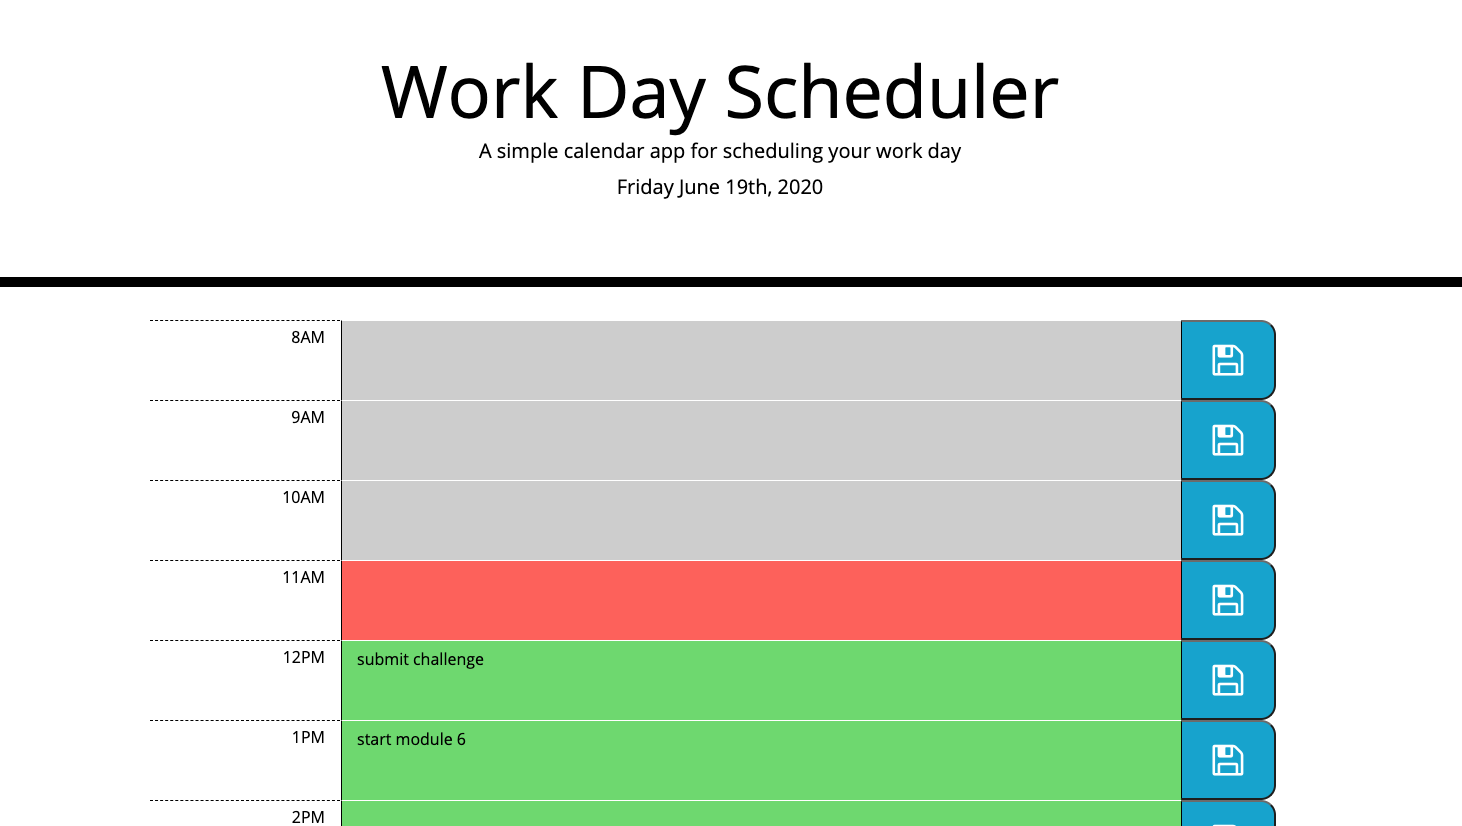 Work Day Scheduler
A simple calendar app for scheduling your work day
Friday June 19th, 2020
8AM
9AM
10AM
11AM
12PM submit challenge
1PM start module 6
2PM